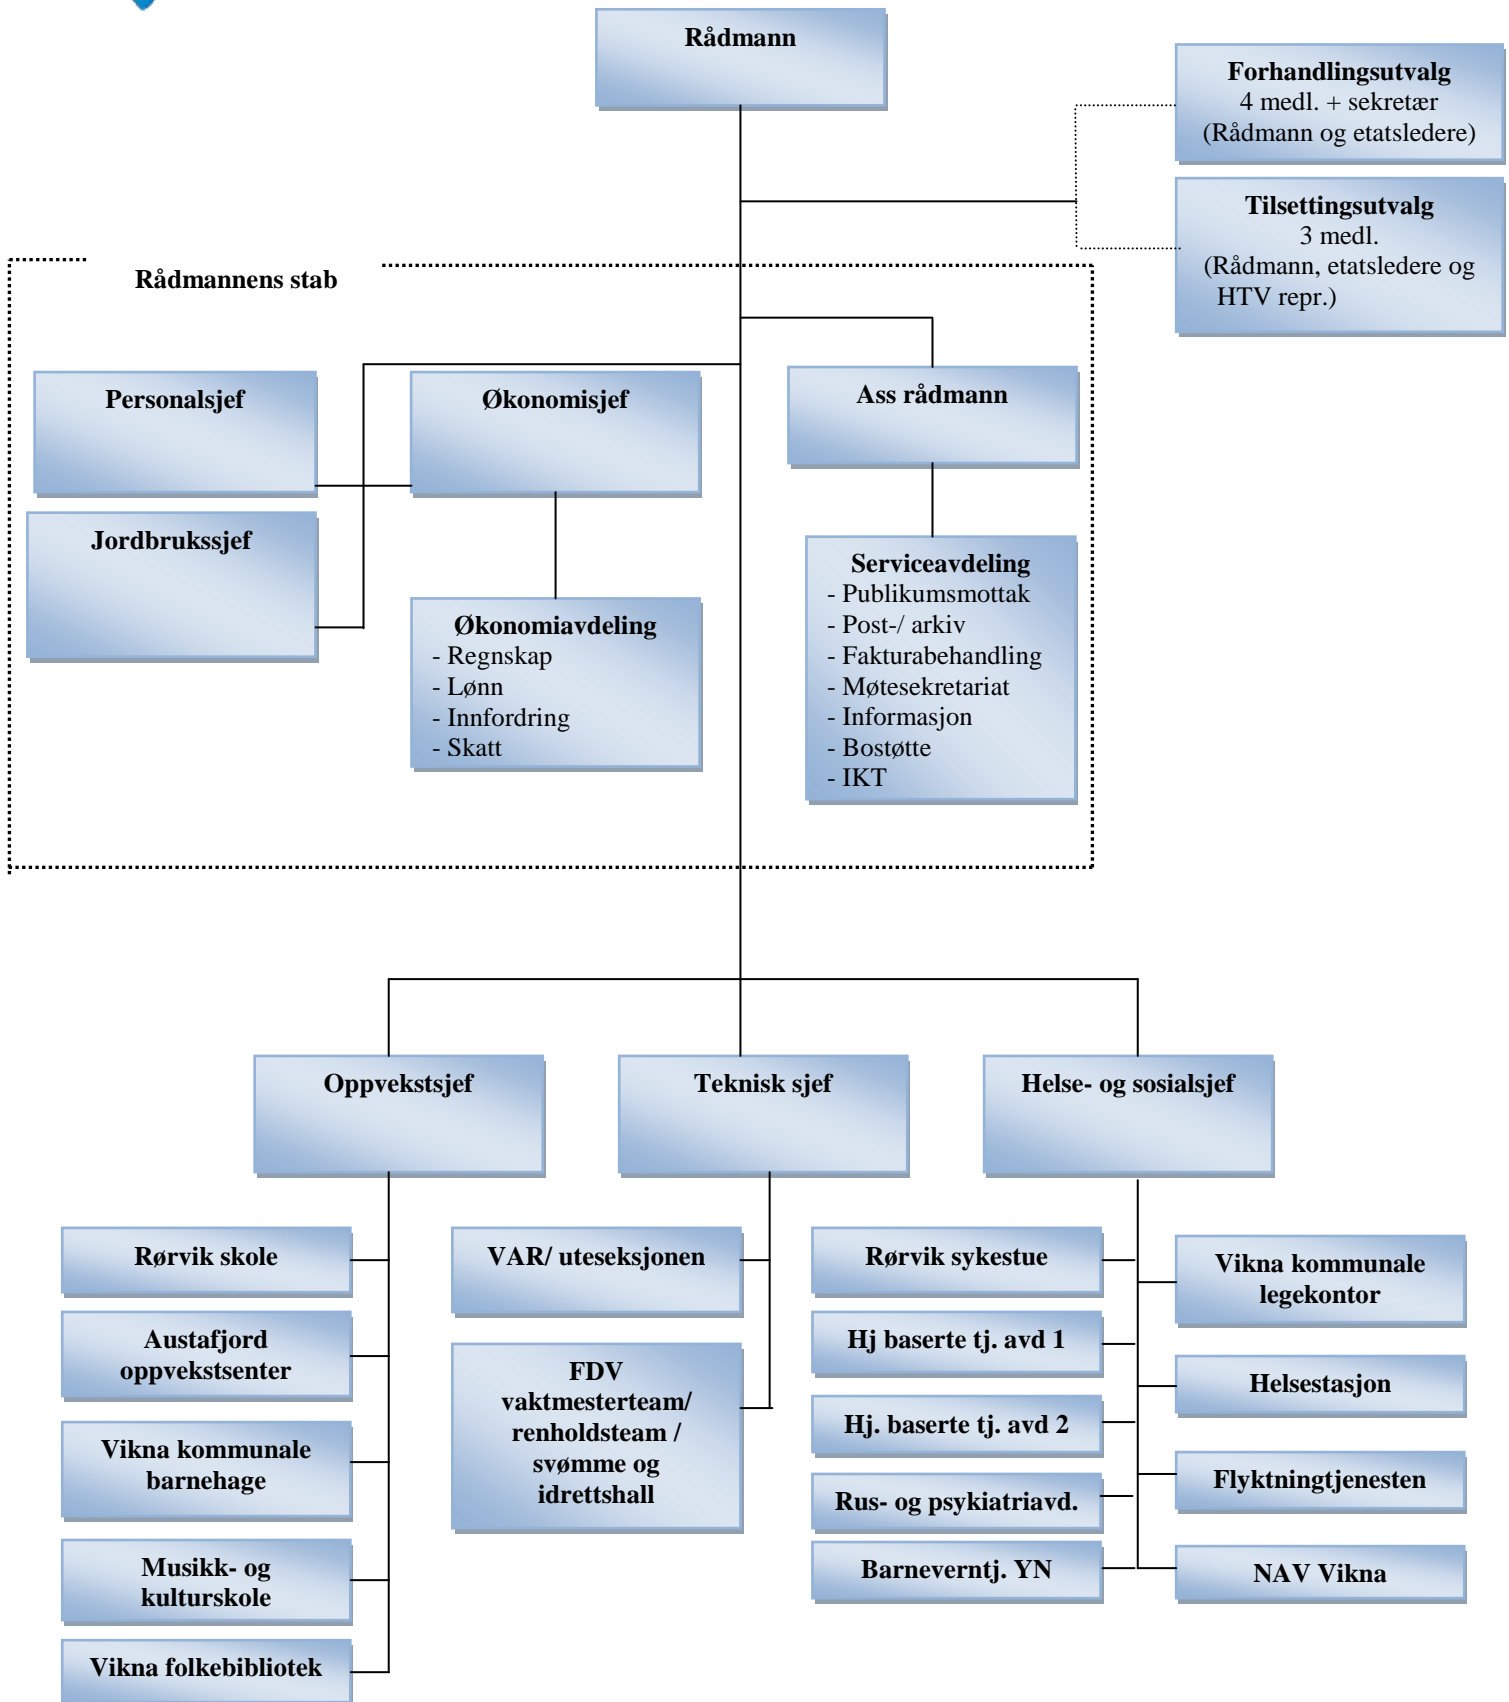 Rådmann
Forhandlingsutvalg
4 medl. + sekretær
(Rådmann og etatsledere)
Tilsettingsutvalg
3 medl.
(Rådmann, etatsledere og
HTV repr.)
Rådmannens stab
Personalsjef
Økonomisjef
Ass rådmann
Jordbrukssjef
Økonomiavdeling
- Regnskap
- Lønn
- Innfordring
- Skatt
Serviceavdeling
- Publikumsmottak
- Post-/ arkiv
- Fakturabehandling
- Møtesekretariat
- Informasjon
- Bostøtte
- IKT
Oppvekstsjef
Teknisk sjef
Helse- og sosialsjef
Rørvik skole
Austafjord
oppvekstsenter
Vikna kommunale
barnehage
Musikk- og
kulturskole
Vikna folkebibliotek
VAR/ uteseksjonen
FDV
vaktmesterteam/
renholdsteam /
svømme og
idrettshall
Rørvik sykestue
Hj baserte tj. avd 1
Hj. baserte tj. avd 2
Rus- og psykiatriavd.
Barneverntj. YN
Vikna kommunale
legekontor
Helsestasjon
Flyktningtjenesten
NAV Vikna